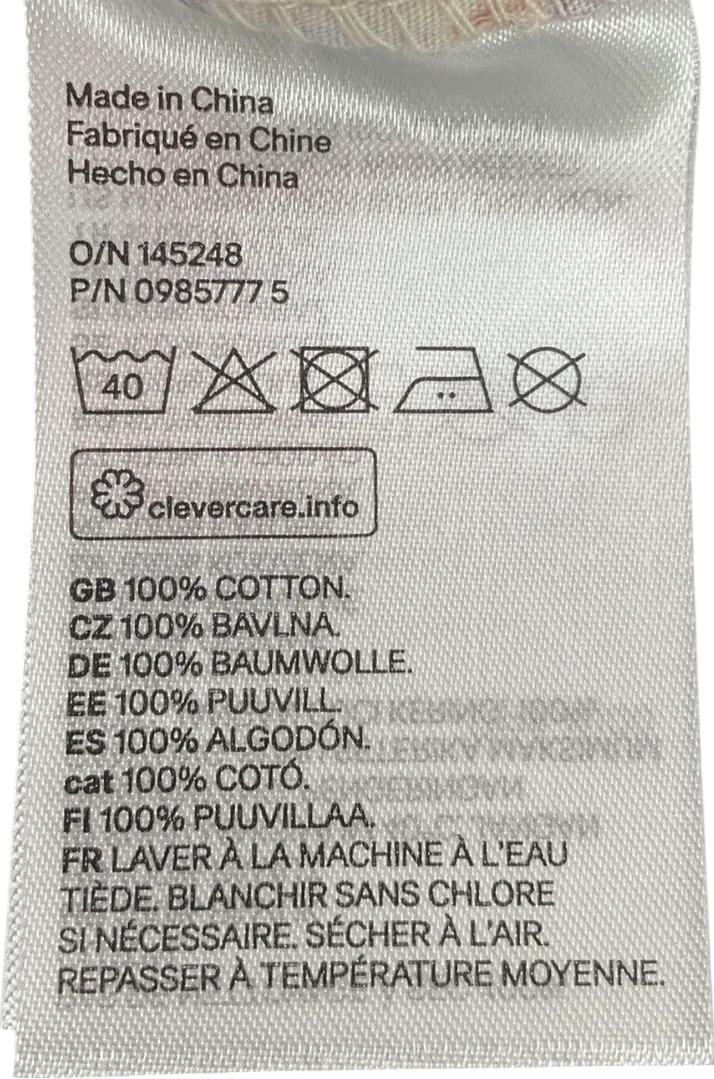 Made in China
Fabriqué en Chine
Hecho en China
O/N 145248
P/N 0985777 5
40
clevercare.info
GB 100% COTTON.
CZ 100% BAVLNA.
DE 100% BAUMWOLLE.
EE 100% PUUVILL.
ES 100% ALGODÓN.
cat 100% COTÓ.
FI 100% PUUVILLAA.
FR LAVER À LA MACHINE À L'EAU
TIÈDE. BLANCHIR SANS CHLORE
SI NÉCESSAIRE. SÉCHER À L'AIR.
REPASSER À TEMPÉRATURE MOYENNE.